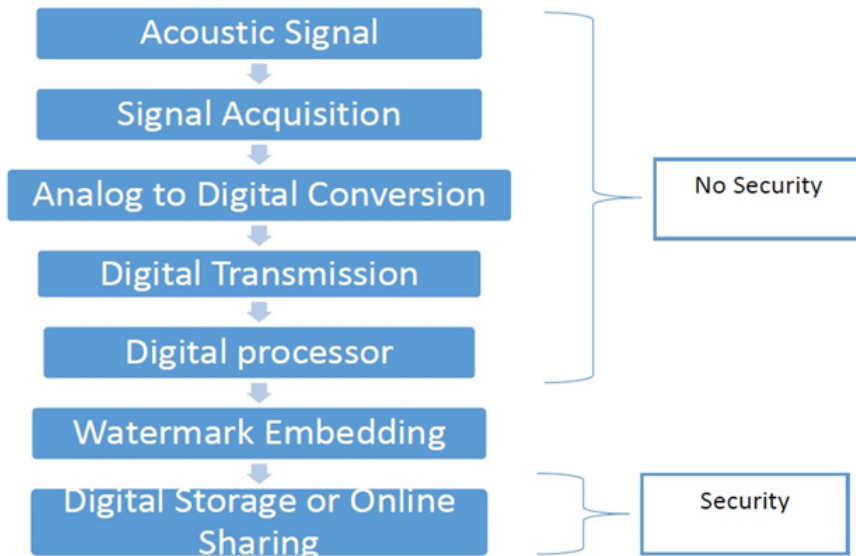 Acoustic Signal
Signal Acquisition
Analog to Digital Conversion
No Security
Digital Transmission
Digital processor
Watermark Embedding
Digital Storage or Online
Sharing
Security